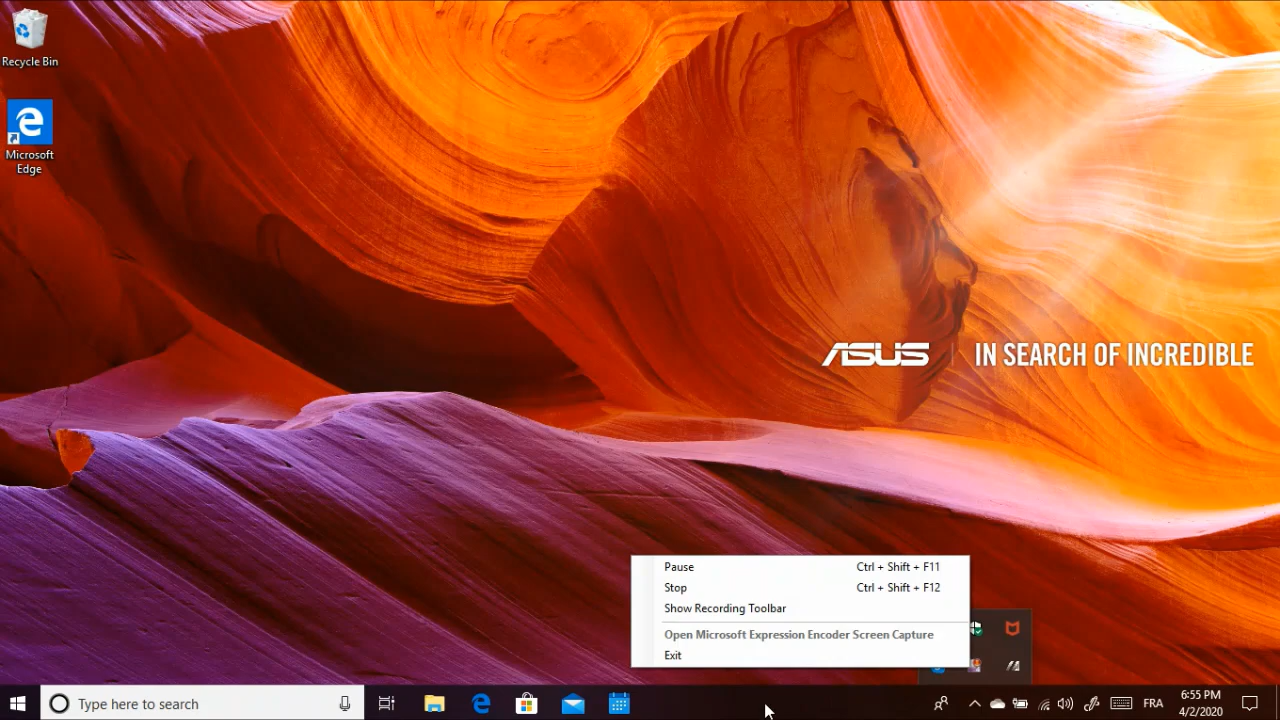 Recycle Bin
Microsoft
Edge
ASUS
IN SEARCH OF INCREDIBLE
Pause Ctrl + Shift + F11
Stop Ctrl + Shift + F12
Show Recording Toolbar
Open Microsoft Expression Encoder Screen Capture
Exit
Type here to search
FRA
6:55 PM
4/2/2020